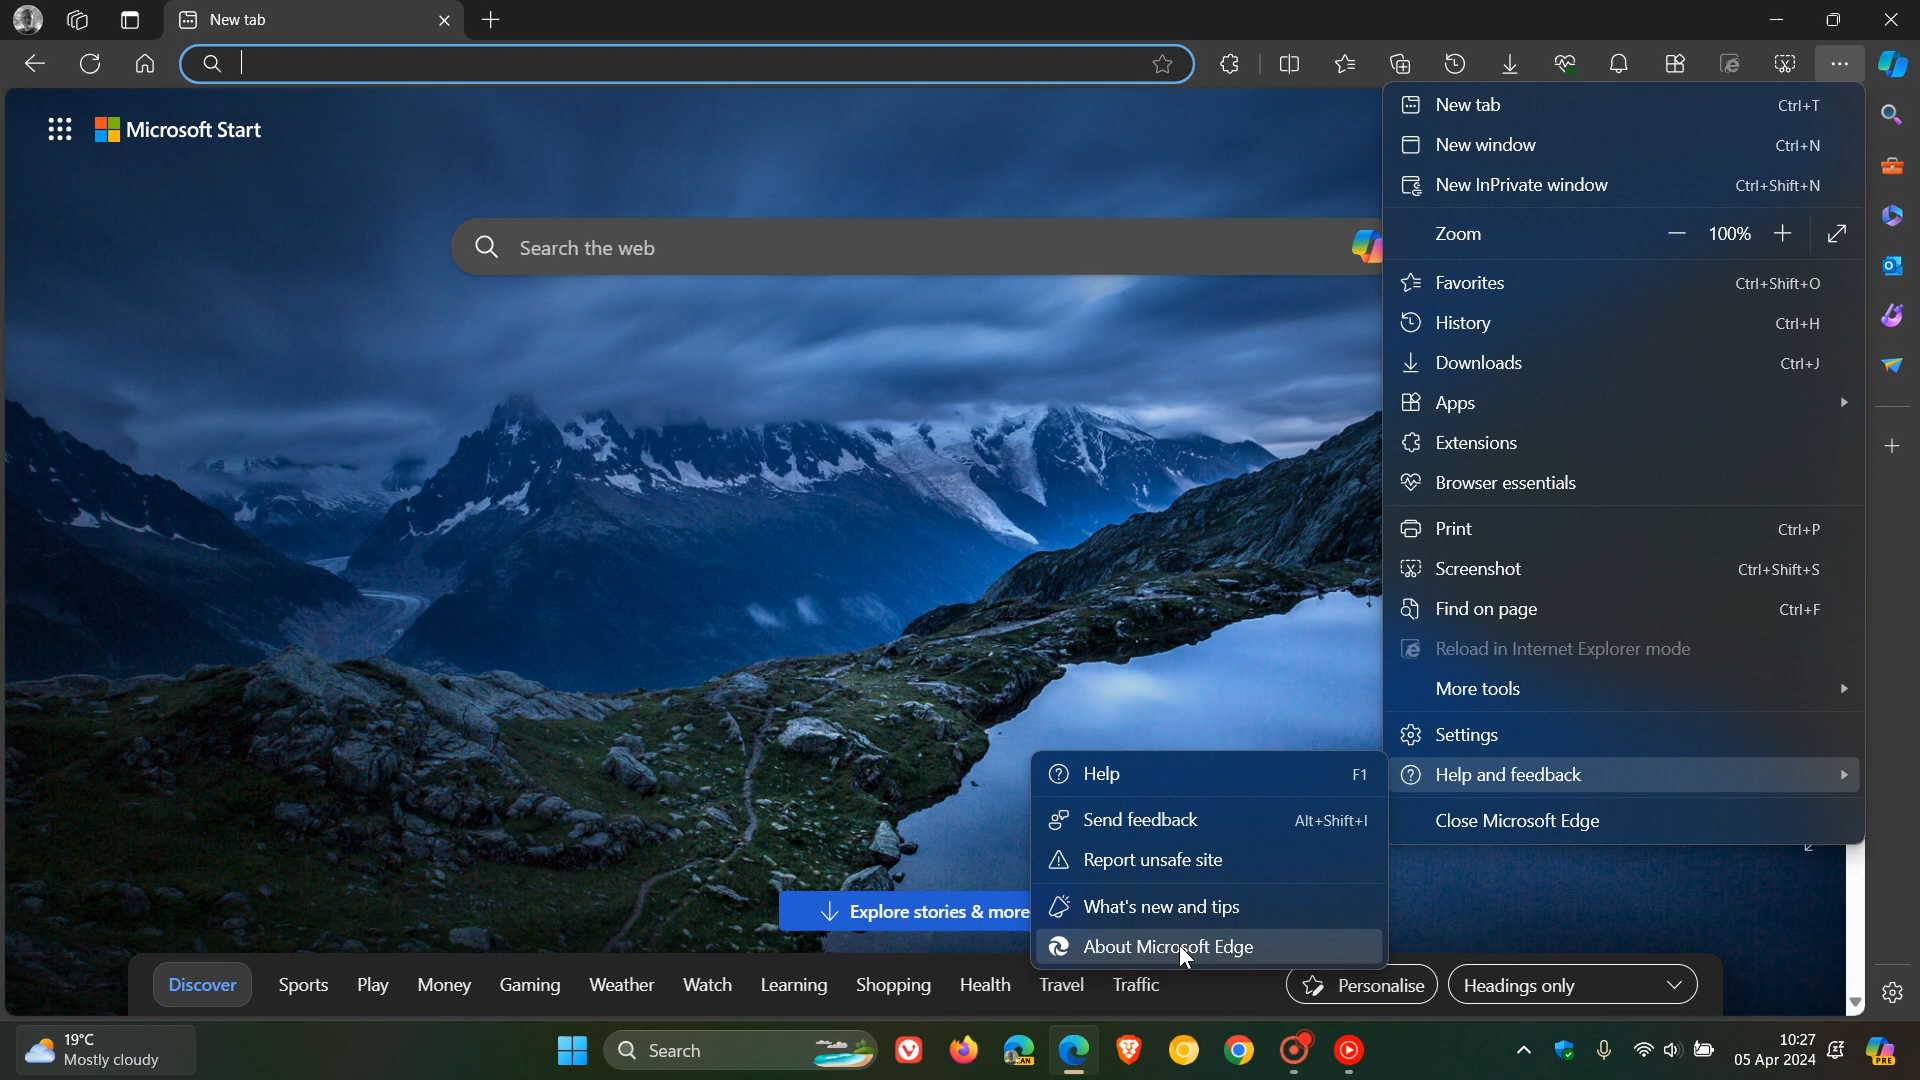 New tab
Microsoft Start
Search the web
New tab Ctrl+T
New window Ctrl+N
New InPrivate window Ctrl+Shift+N
Zoom 100%
Favorites Ctrl+Shift+O
History Ctrl+H
Downloads Ctrl+J
Apps
Extensions
Browser essentials
Print Ctrl+P
Screenshot Ctrl+Shift+S
Find on page Ctrl+F
Reload in Internet Explorer mode
More tools
Settings
Help and feedback
Close Microsoft Edge
Help F1
Send feedback Alt+Shift+I
Report unsafe site
What's new and tips
About Microsoft Edge
Explore stories & more
Discover Sports Play Money Gaming Weather Watch Learning Shopping Health Travel Traffic
Personalise
Headings only
19°C
Mostly cloudy
Search
CAN
10:27
05 Apr 2024
PRE